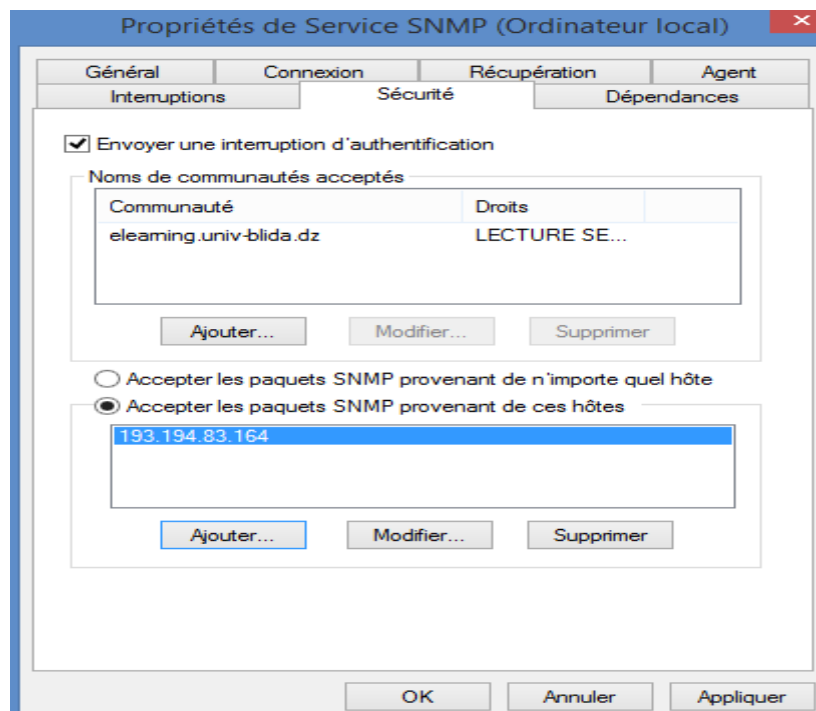 Propriétés de Service SNMP (Ordinateur local)
Général Connexion Récupération Agent
Interruptions Sécurité Dépendances
Envoyer une interruption d'authentification
Noms de communautés acceptés
Communauté Droits
elearning.univ-blida.dz LECTURE SE...
Ajouter... Modifier... Supprimer
Accepter les paquets SNMP provenant de n'importe quel hôte
Accepter les paquets SNMP provenant de ces hôtes
193.194.83.164
Ajouter... Modifier... Supprimer
OK Annuler Appliquer